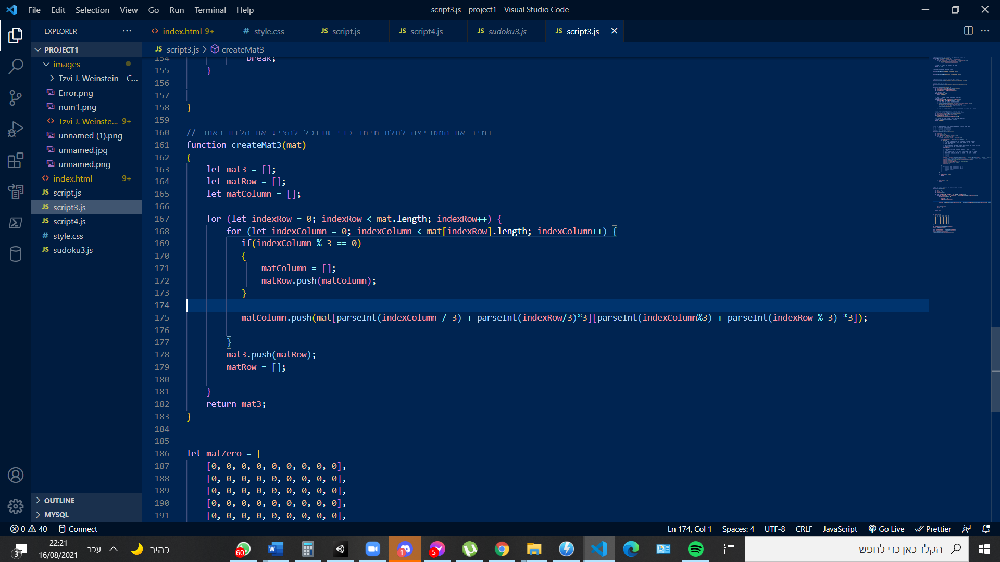 File Edit Selection View Go Run Terminal Help
script3.js - project1 - Visual Studio Code
EXPLORER
index.html 9+
style.css
script.js
script4.js
sudoku3.js
script3.js
PROJECT1
images
Tzvi J. Weinstein - C...
Error.png
num1.png
Tzvi J. Weinste... 9+
unnamed (1).png
unnamed.jpg
unnamed.png
index.html 9+
script.js
script3.js
script4.js
style.css
sudoku3.js
OUTLINE
MYSQL
script3.js > createMat3
154 break;
155 }
156
157
158 }
159
160 // נמיר את המטריצה לתלת מימד כדי שנוכל להציג את הלוח באתר
161 function createMat3(mat)
162 {
163 let mat3 = [];
164 let matRow = [];
165 let matColumn = [];
166
167 for (let indexRow = 0; indexRow < mat.length; indexRow++) {
168 for (let indexColumn = 0; indexColumn < mat[indexRow].length; indexColumn++) {
169 if(indexColumn % 3 == 0)
170 {
171 matColumn = [];
172 matRow.push(matColumn);
173 }
174
175 matColumn.push(mat[parseInt(indexColumn / 3) + parseInt(indexRow/3)*3][parseInt(indexColumn%3) + parseInt(indexRow % 3) *3]);
176
177 }
178 mat3.push(matRow);
179 matRow = [];
180
181 }
182 return mat3;
183 }
184
185
186 let matZero = [
187 [0, 0, 0, 0, 0, 0, 0, 0, 0],
188 [0, 0, 0, 0, 0, 0, 0, 0, 0],
189 [0, 0, 0, 0, 0, 0, 0, 0, 0],
190 [0, 0, 0, 0, 0, 0, 0, 0, 0],
191 [0, 0, 0, 0, 0, 0, 0, 0, 0],
0 40 Connect
Ln 174, Col 1 Spaces: 4 UTF-8 CRLF JavaScript Go Live Prettier
3
22:21
16/08/2021
עבר
בהיר
60
1
5
הקלד כאן כדי לחפש